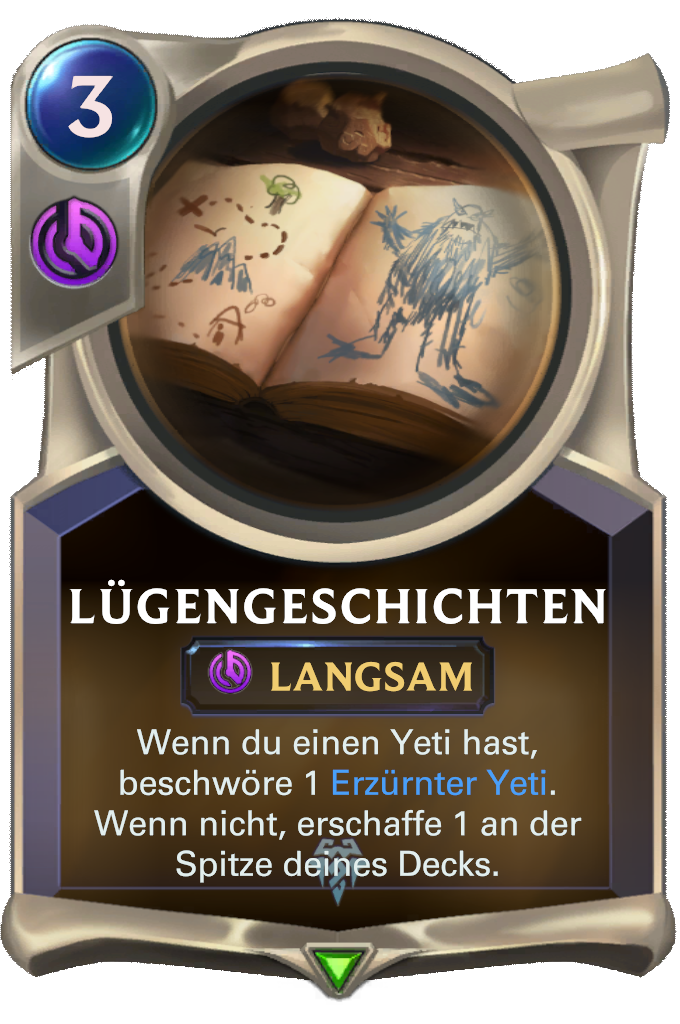 3
LÜGENGESCHICHTEN
LANGSAM
Wenn du einen Yeti hast,
beschwöre 1 Erzürnter Yeti.
Wenn nicht, erschaffe 1 an der
Spitze deines Decks.